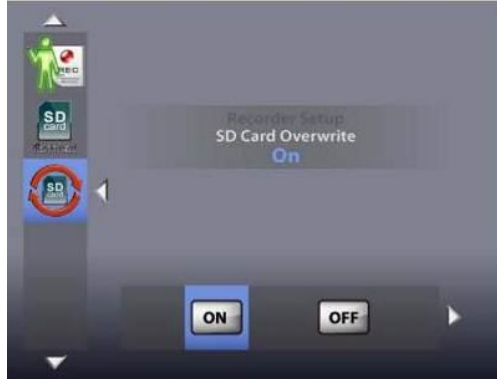 REC
SD
card
Recorder Setup
SD Card Overwrite
On
SD
card
ON
OFF